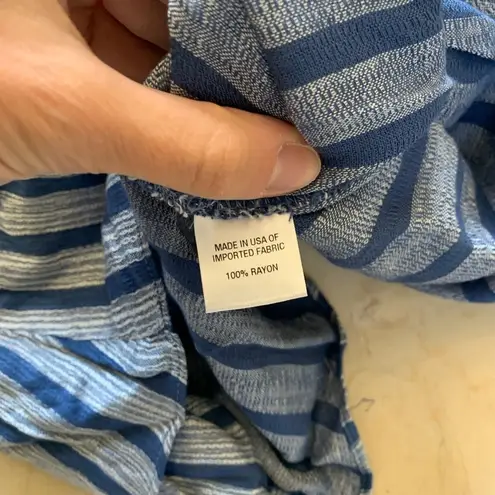 MADE IN USA OF
IMPORTED FABRIC
100% RAYON